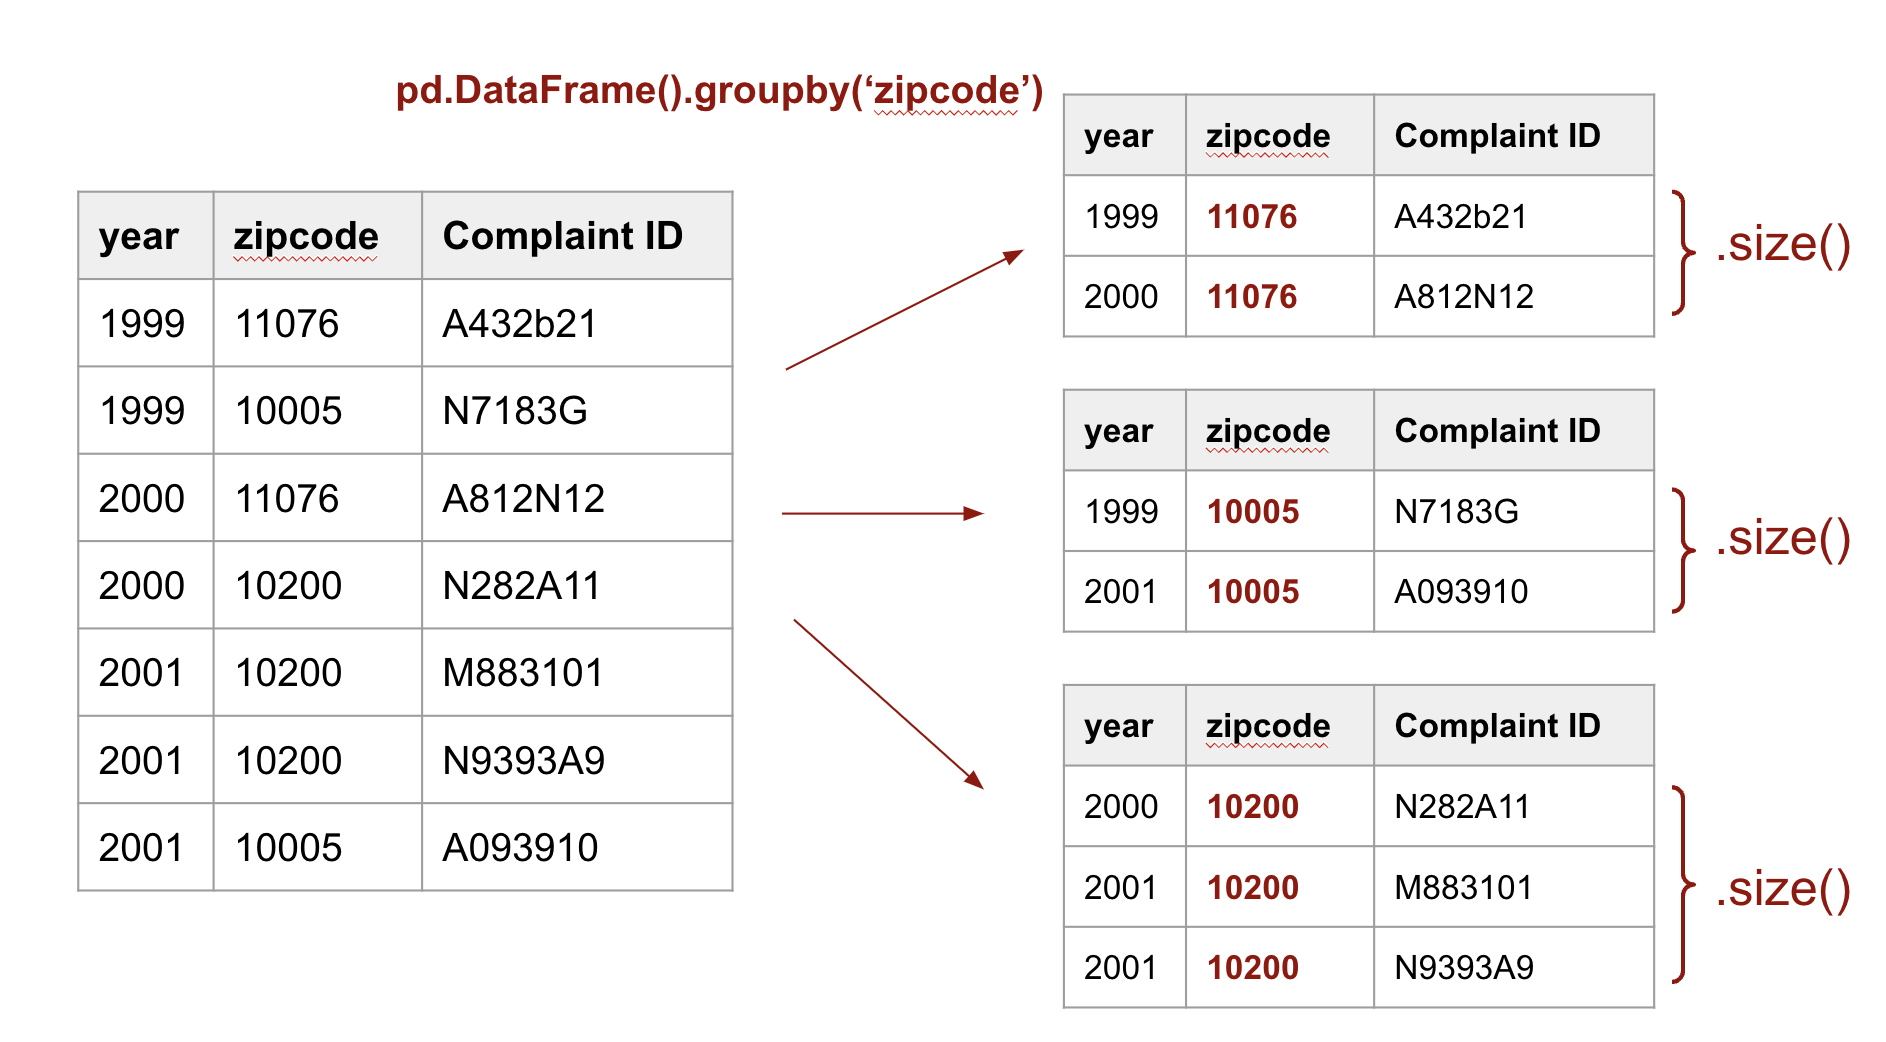 pd.DataFrame().groupby(‘zipcode’)
year zipcode Complaint ID
1999 11076 A432b21
1999 10005 N7183G
2000 11076 A812N12
2000 10200 N282A11
2001 10200 M883101
2001 10200 N9393A9
2001 10005 A093910
year zipcode Complaint ID
1999 11076 A432b21
2000 11076 A812N12
.size()
year zipcode Complaint ID
1999 10005 N7183G
2001 10005 A093910
.size()
year zipcode Complaint ID
2000 10200 N282A11
2001 10200 M883101
2001 10200 N9393A9
.size()